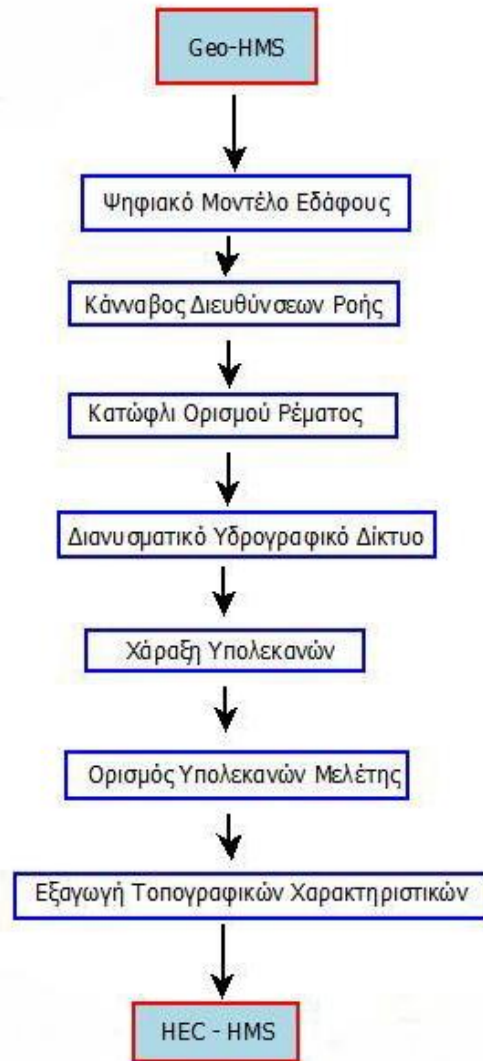 Geo-HMS
Ψηφιακό Μοντέλο Εδάφους
Κάνναβος Διευθύνσεων Ροής
Κατώφλι Ορισμού Ρέματος
Διανυσματικό Υδρογραφικό Δίκτυο
Χάραξη Υπολεκανών
Ορισμός Υπολεκανών Μελέτης
Εξαγωγή Τοπογραφικών Χαρακτηριστικών
HEC - HMS